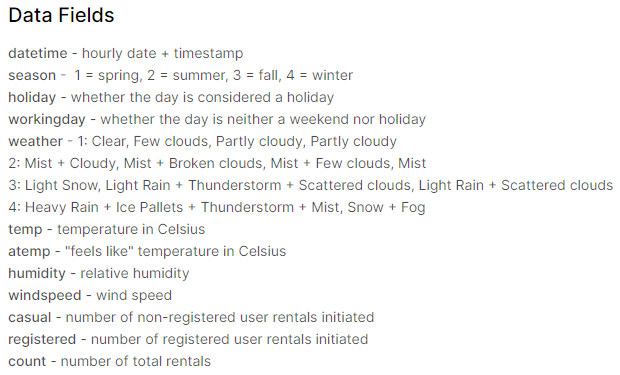 Data Fields
datetime - hourly date + timestamp
season - 1 = spring, 2 = summer, 3 = fall, 4 = winter
holiday - whether the day is considered a holiday
workingday - whether the day is neither a weekend nor holiday
weather - 1: Clear, Few clouds, Partly cloudy, Partly cloudy
2: Mist + Cloudy, Mist + Broken clouds, Mist + Few clouds, Mist
3: Light Snow, Light Rain + Thunderstorm + Scattered clouds, Light Rain + Scattered clouds
4: Heavy Rain + Ice Pallets + Thunderstorm + Mist, Snow + Fog
temp - temperature in Celsius
atemp - "feels like" temperature in Celsius
humidity - relative humidity
windspeed - wind speed
casual - number of non-registered user rentals initiated
registered - number of registered user rentals initiated
count - number of total rentals